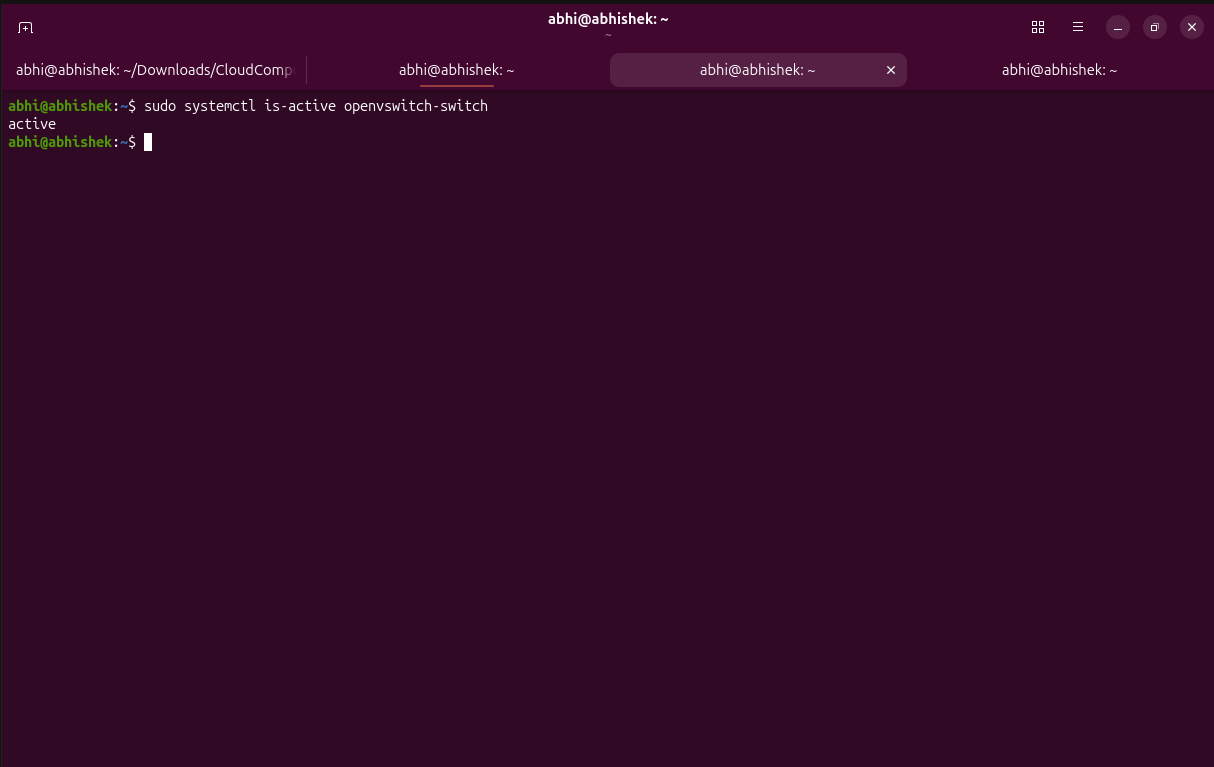 abhi@abhishek: ~
~
abhi@abhishek: ~/Downloads/CloudComp
abhi@abhishek: ~
abhi@abhishek: ~
abhi@abhishek: ~
abhi@abhishek:~$ sudo systemctl is-active openvswitch-switch
active
abhi@abhishek:~$